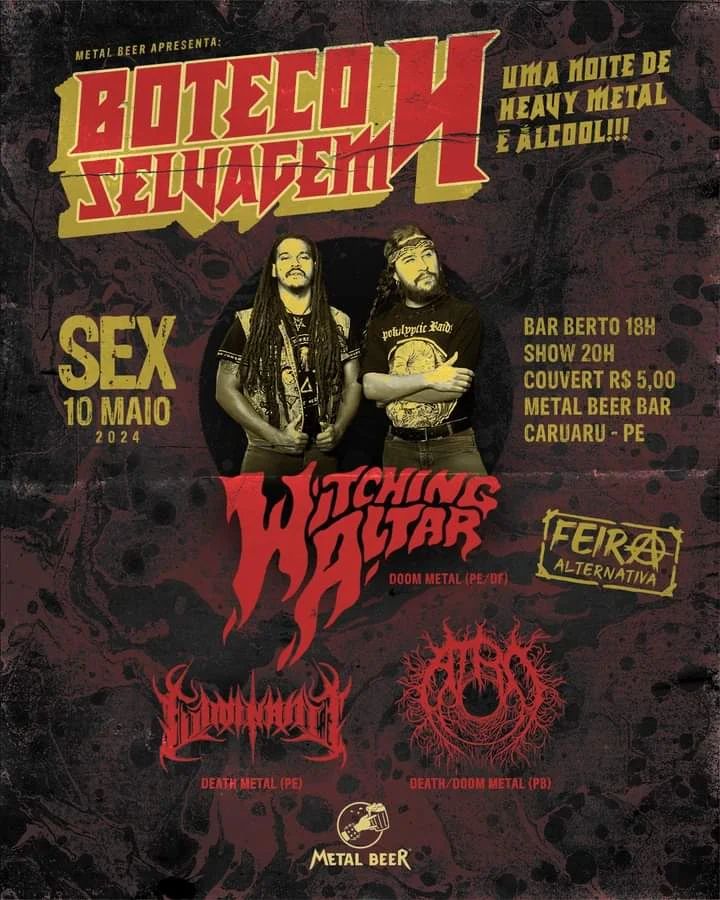 METAL BEER APRESENTA:
BOTECO
SELVAGEM
UMA NOITE DE
HEAVY METAL
E ÁLCOOL!!!
SEX
10 MAIO
2024
BAR BERTO 18H
SHOW 20H
COUVERT R$ 5,00
METAL BEER BAR
CARUARU - PE
WITCHING
ALTAR
DOOM METAL (PE/DF)
FEIRA
ALTERNATIVA
DEATH METAL (PE)
DEATH/DOOM METAL (PB)
METAL BEER